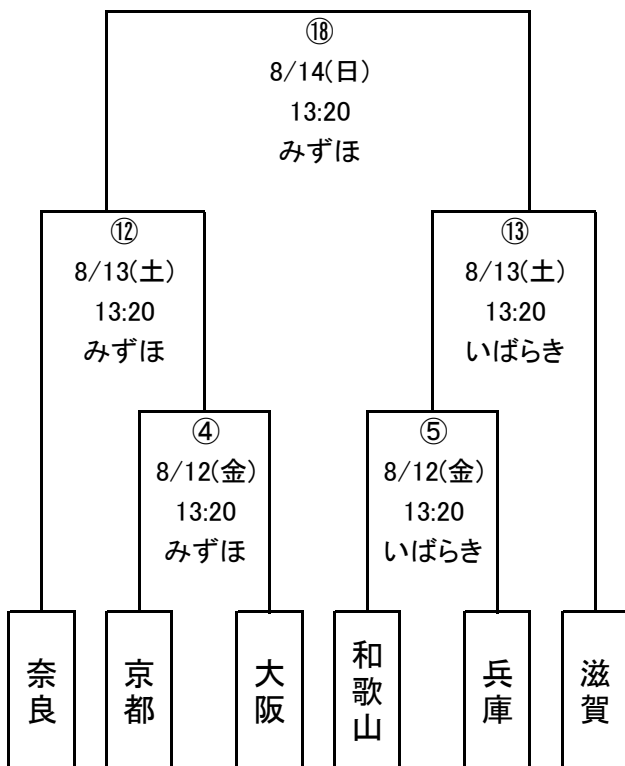 ⑱
8/14(日)
13:20
みずほ
⑫
8/13(土)
13:20
みずほ
⑬
8/13(土)
13:20
いばらき
④
8/12(金)
13:20
みずほ
⑤
8/12(金)
13:20
いばらき
奈良
京都
大阪
和歌山
兵庫
滋賀